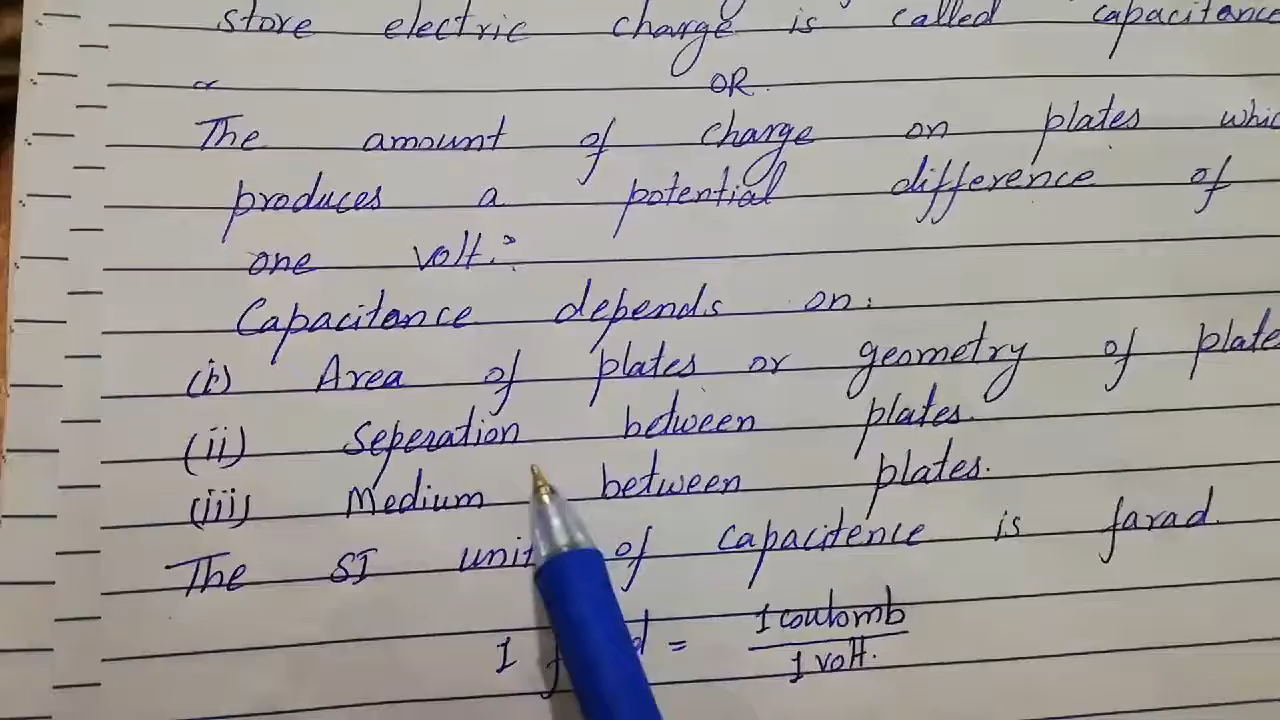 store electric charge is called capacitance
OR
The amount of charge on plates
produces a potential difference of
one volt:
Capacitance depends on:
(i) Area of plates or geometry of plate
(ii) Seperation between plates.
(iii) Medium between plates.
The SI unit of capacitence is farad.
1 = 1 coulomb
1 volt.